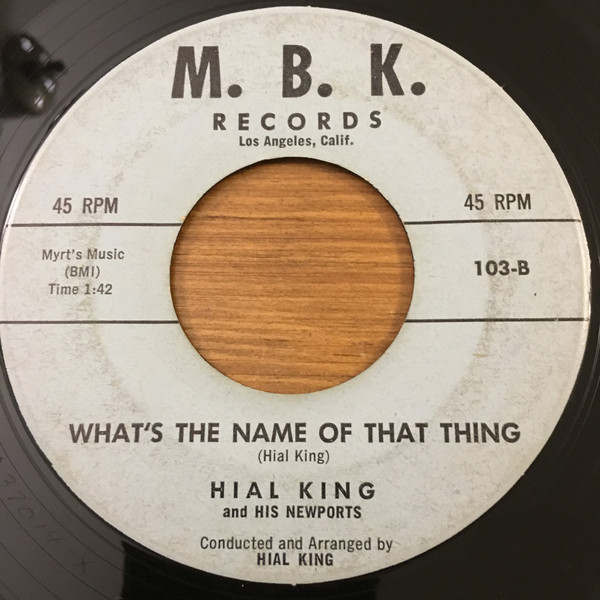 M. B. K.
RECORDS
Los Angeles, Calif.
45 RPM
45 RPM
Myrt's Music
(BMI)
Time 1:42
103-B
WHAT'S THE NAME OF THAT THING
(Hial King)
HIAL KING
and HIS NEWPORTS
Conducted and Arranged by
HIAL KING